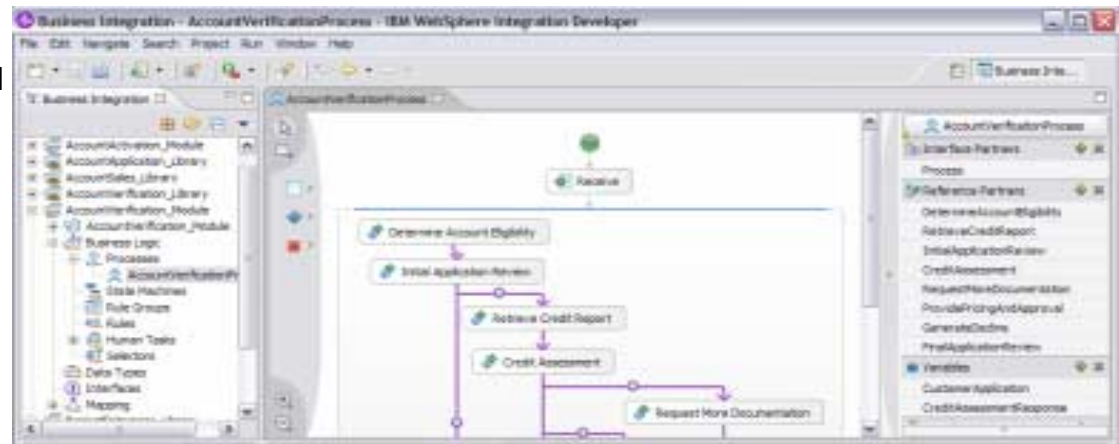 Business Integration - AccountVerificationProcess - IBM WebSphere Integration Developer
File Edit Navigate Search Project Run Window Help
Business Inte...
Business Integration
AccountVerificationProcess
AccountActivation_Module
AccountApplication_Library
AccountSales_Library
AccountVerification_Library
AccountVerification_Module
AccountVerification_Module
Business Logic
Processes
AccountVerificationPr
State Machines
Rule Groups
Rules
Human Tasks
Selectors
Data Types
Interfaces
Mapping
Receive
Determine Account Eligibility
Initial Application Review
Retrieve Credit Report
Credit Assessment
Request More Documentation
AccountVerificationProcess
Interface Partners
Process
Reference Partners
DetermineAccountEligibility
RetrieveCreditReport
InitialApplicationReview
CreditAssessment
RequestMoreDocumentation
ProvidePricingAndApproval
GenerateDecline
FinalApplicationReview
Variables
CustomerApplication
CreditAssessmentResponse